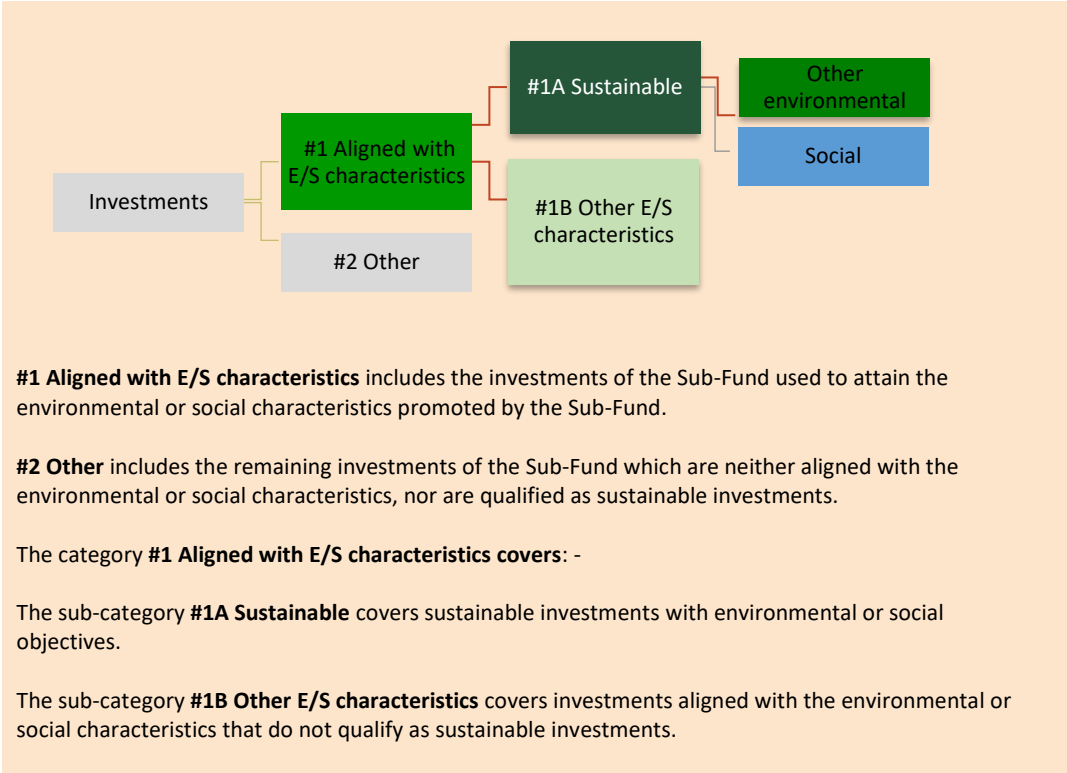 #1A Sustainable
Other
environmental
#1 Aligned with
E/S characteristics
Social
Investments
#1B Other E/S
characteristics
#2 Other
#1 Aligned with E/S characteristics includes the investments of the Sub-Fund used to attain the
environmental or social characteristics promoted by the Sub-Fund.
#2 Other includes the remaining investments of the Sub-Fund which are neither aligned with the
environmental or social characteristics, nor are qualified as sustainable investments.
The category #1 Aligned with E/S characteristics covers: -
The sub-category #1A Sustainable covers sustainable investments with environmental or social
objectives.
The sub-category #1B Other E/S characteristics covers investments aligned with the environmental or
social characteristics that do not qualify as sustainable investments.